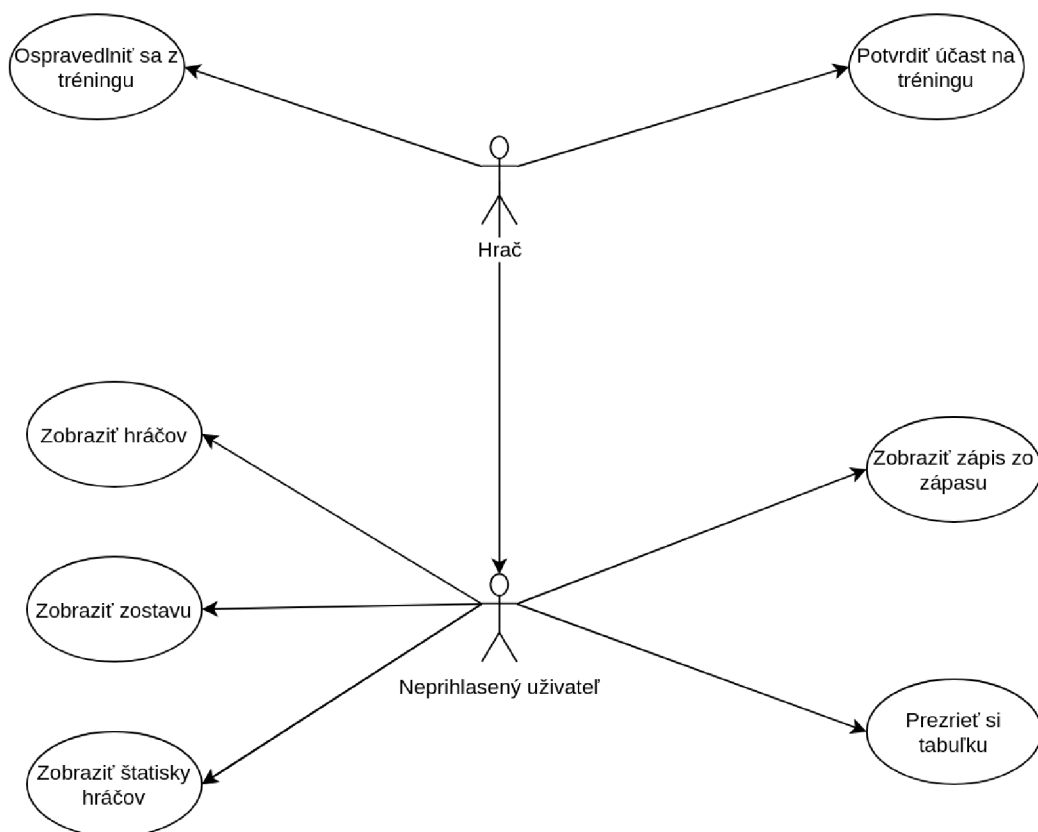 Ospravedlniť sa z
tréningu
Potvrdiť účast na
tréningu
Hrač
Zobraziť hráčov
Zobraziť zápis zo
zápasu
Zobraziť zostavu
Neprihlasený uživateľ
Prezrieť si
tabuľku
Zobraziť štatisky
hráčov